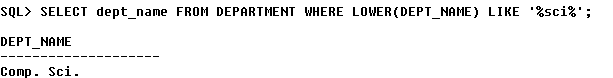 SQL> SELECT dept_name FROM DEPARTMENT WHERE LOWER(DEPT_NAME) LIKE '%sci%';
DEPT_NAME
--------------------
Comp. Sci.